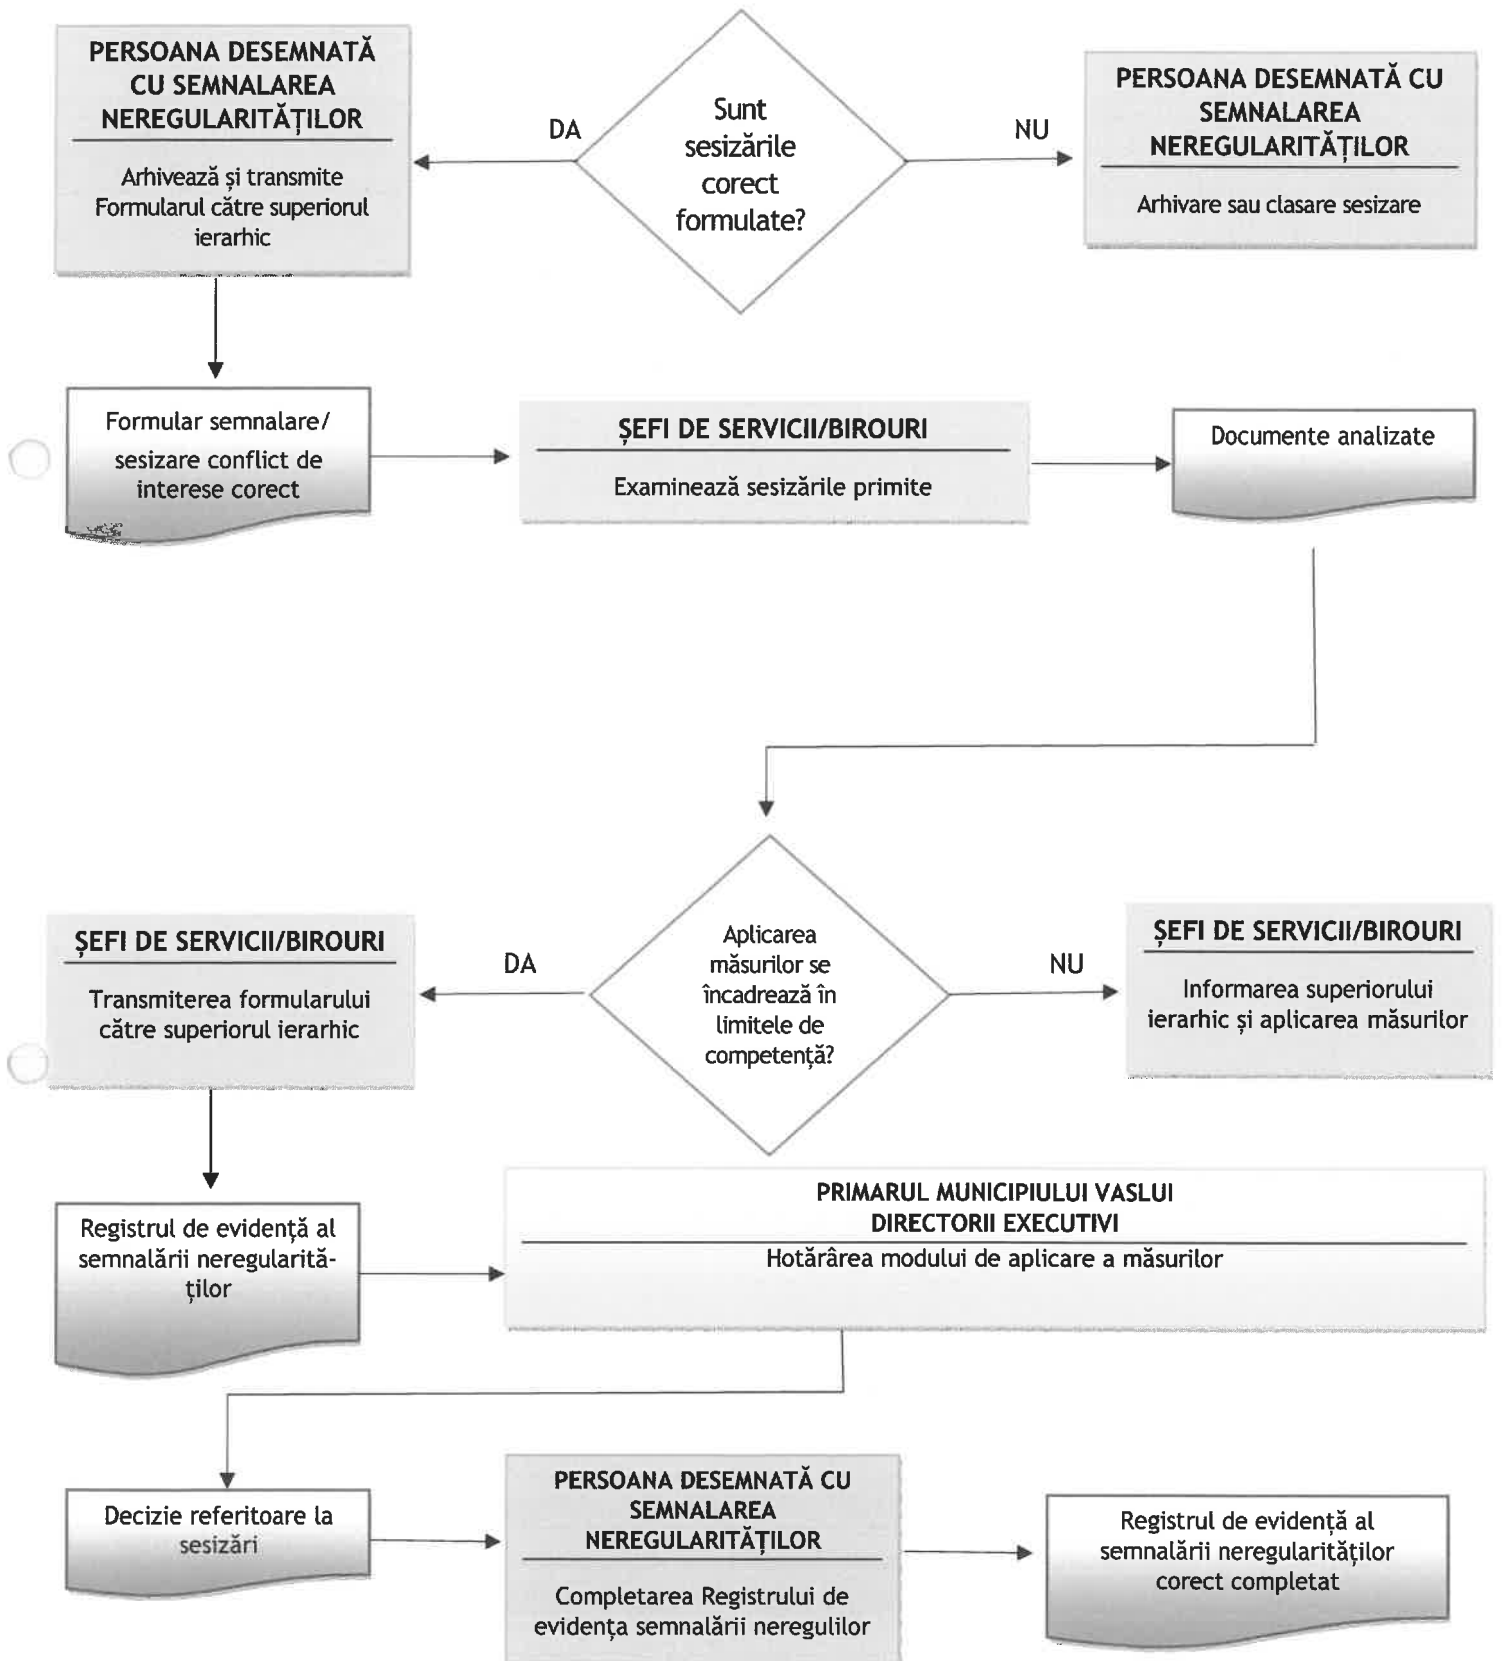 PERSOANA DESEMNATĂ
CU SEMNALAREA
NEREGULARITĂȚILOR
Arhivează și transmite
Formularul către superiorul
ierarhic
DA
Sunt
sesizările
corect
formulate?
NU
PERSOANA DESEMNATĂ CU
SEMNALAREA
NEREGULARITĂȚILOR
Arhivare sau clasare sesizare
Formular semnalare/
sesizare conflict de
interese corect
ȘEFI DE SERVICII/BIROURI
Examinează sesizările primite
Documente analizate
ȘEFI DE SERVICII/BIROURI
Transmiterea formularului
către superiorul ierarhic
DA
Aplicarea
măsurilor se
încadrează în
limitele de
competență?
NU
ȘEFI DE SERVICII/BIROURI
Informarea superiorului
ierarhic și aplicarea măsurilor
Registrul de evidență al
semnalării neregularită-
ților
PRIMARUL MUNICIPIULUI VASLUI
DIRECTORII EXECUTIVI
Hotărârea modului de aplicare a măsurilor
Decizie referitoare la
sesizări
PERSOANA DESEMNATĂ CU
SEMNALAREA
NEREGULARITĂȚILOR
Completarea Registrului de
evidența semnalării neregulilor
Registrul de evidență al
semnalării neregularităților
corect completat